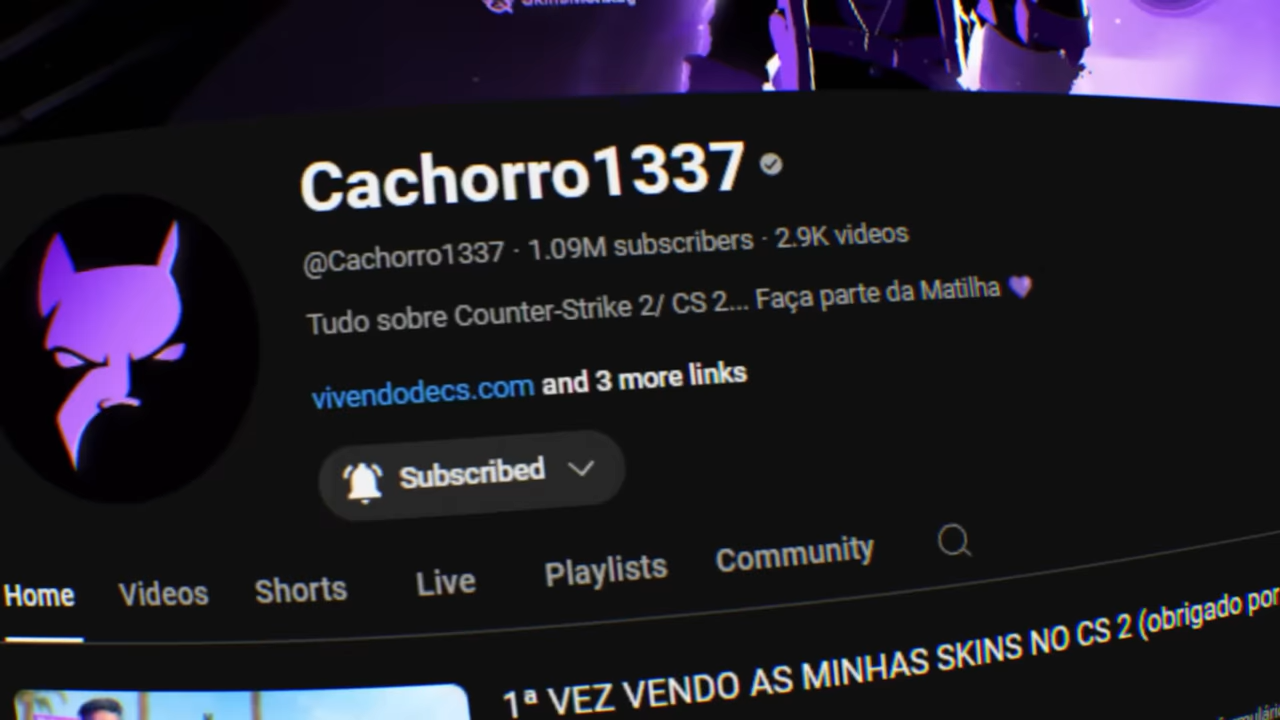 Cachorro1337
@Cachorro1337 · 1.09M subscribers · 2.9K videos
Tudo sobre Counter-Strike 2/ CS 2... Faça parte da Matilha 💜
vivendodecs.com and 3 more links
Subscribed
Home Videos Shorts Live Playlists Community
1ª VEZ VENDO AS MINHAS SKINS NO CS 2 (obrigado por